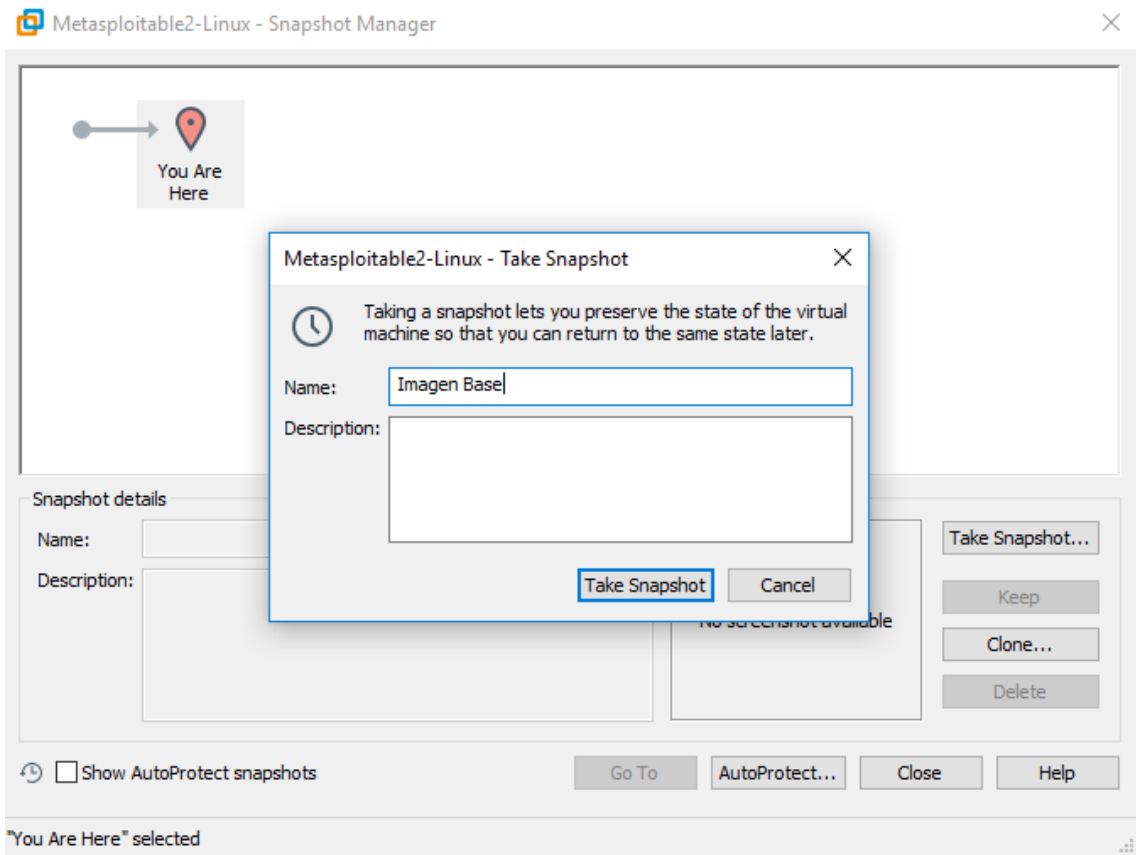 Metasploitable2-Linux - Snapshot Manager
You Are
Here
Metasploitable2-Linux - Take Snapshot
Taking a snapshot lets you preserve the state of the virtual
machine so that you can return to the same state later.
Name:
Imagen Base
Description:
Take Snapshot
Cancel
Snapshot details
Name:
Description:
No screenshot available
Take Snapshot...
Keep
Clone...
Delete
Show AutoProtect snapshots
Go To
AutoProtect...
Close
Help
"You Are Here" selected